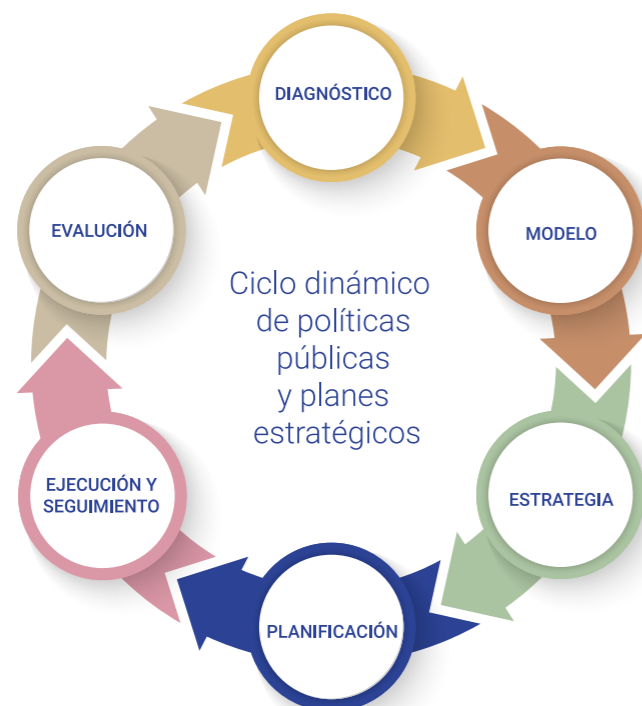 DIAGNÓSTICO
MODELO
ESTRATEGIA
PLANIFICACIÓN
EJECUCIÓN Y
SEGUIMIENTO
EVALUCIÓN
Ciclo dinámico
de políticas
públicas
y planes
estratégicos